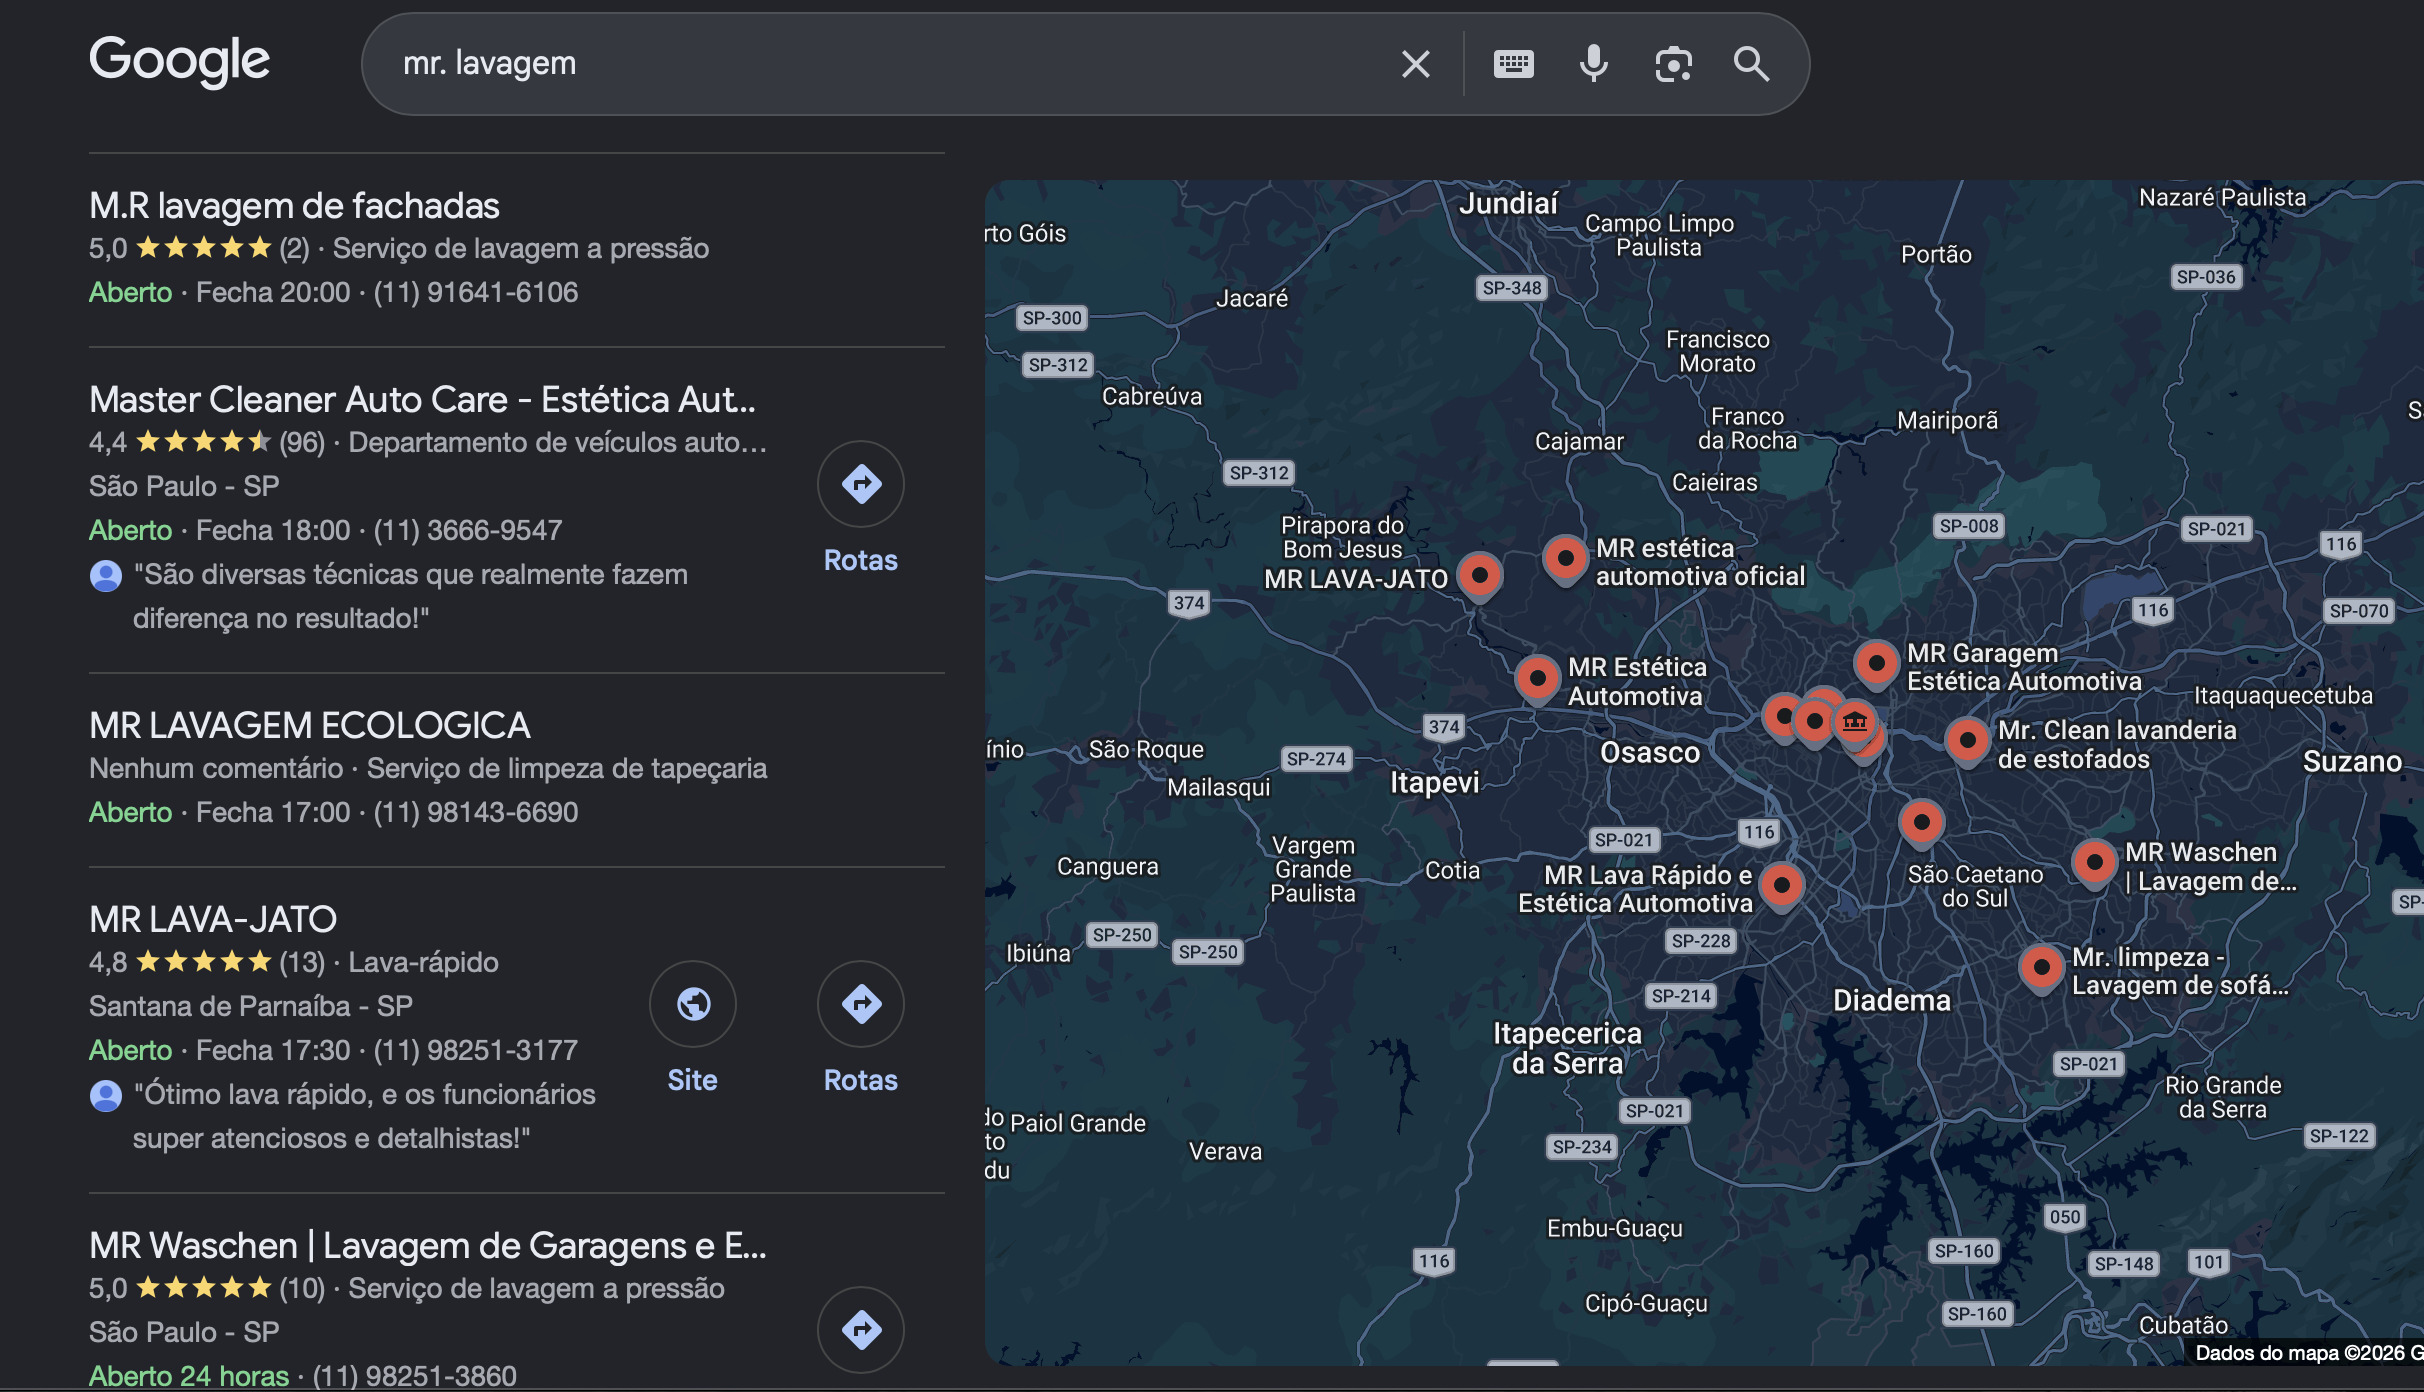 Google
mr. lavagem
M.R lavagem de fachadas
5,0 (2) · Serviço de lavagem a pressão
Aberto · Fecha 20:00 · (11) 91641-6106
Master Cleaner Auto Care - Estética Aut...
4,4 (96) · Departamento de veículos auto...
São Paulo - SP
Aberto · Fecha 18:00 · (11) 3666-9547
"São diversas técnicas que realmente fazem
diferença no resultado!"
Rotas
MR LAVAGEM ECOLOGICA
Nenhum comentário · Serviço de limpeza de tapeçaria
Aberto · Fecha 17:00 · (11) 98143-6690
MR LAVA-JATO
4,8 (13) · Lava-rápido
Santana de Parnaíba - SP
Aberto · Fecha 17:30 · (11) 98251-3177
"Ótimo lava rápido, e os funcionários
super atenciosos e detalhistas!"
Site
Rotas
MR Waschen | Lavagem de Garagens e E...
5,0 (10) · Serviço de lavagem a pressão
São Paulo - SP
Aberto 24 horas · (11) 98251-3860
Jundiaí
Nazaré Paulista
rto Góis
Campo Limpo
Paulista
Portão
SP-036
SP-348
Jacaré
SP-300
Francisco
Morato
SP-312
Cabreúva
Franco
da Rocha
Mairiporã
S
Cajamar
SP-312
Caieiras
Pirapora do
Bom Jesus
SP-008
SP-021
116
MR LAVA-JATO
MR estética
automotiva oficial
374
116
SP-070
MR Estética
Automotiva
MR Garagem
Estética Automotiva
Itaquaquecetuba
374
ínio
São Roque
SP-274
Osasco
Mr. Clean lavanderia
de estofados
Suzano
Mailasqui
Itapevi
SP-021
116
Vargem
Grande
Paulista
Canguera
Cotia
MR Lava Rápido e
Estética Automotiva
São Caetano
do Sul
MR Waschen
| Lavagem de...
SP-
SP-250
SP-250
SP-228
Ibiúna
Mr. limpeza -
Lavagem de sofá...
SP-214
Diadema
Itapecerica
da Serra
SP-021
Rio Grande
da Serra
do
to
du
Paiol Grande
SP-021
SP-234
SP-122
Verava
050
Embu-Guaçu
SP-160
SP-148
101
116
Cipó-Guaçu
SP-160
Cubatão
Dados do mapa ©2026 G